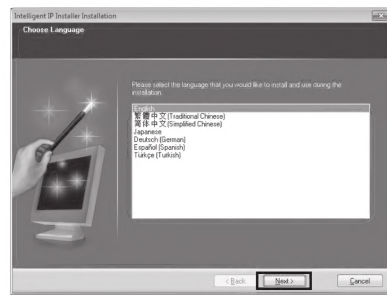 Intelligent IP Installer Installation
Choose Language
Please select the language that you would like to install and use during the
installation.
English
繁體中文 (Traditional Chinese)
简体中文 (Simplified Chinese)
Japanese
Deutsch (German)
Español (Spanish)
Türkçe (Turkish)
< Back
Next >
Cancel